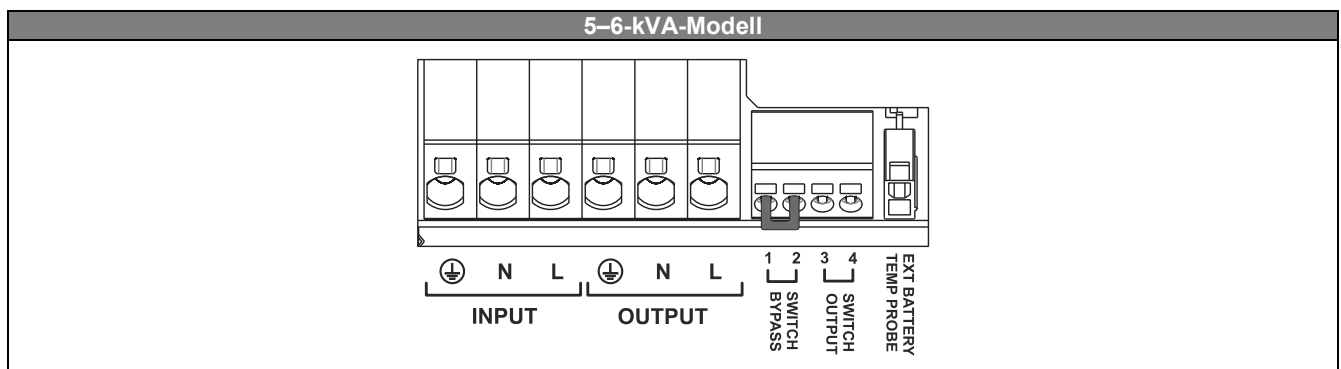 5–6-kVA-Modell
N L N L
INPUT OUTPUT
1 2 3 4
SWITCH
BYPASS
SWITCH
OUTPUT
EXT BATTERY
TEMP PROBE